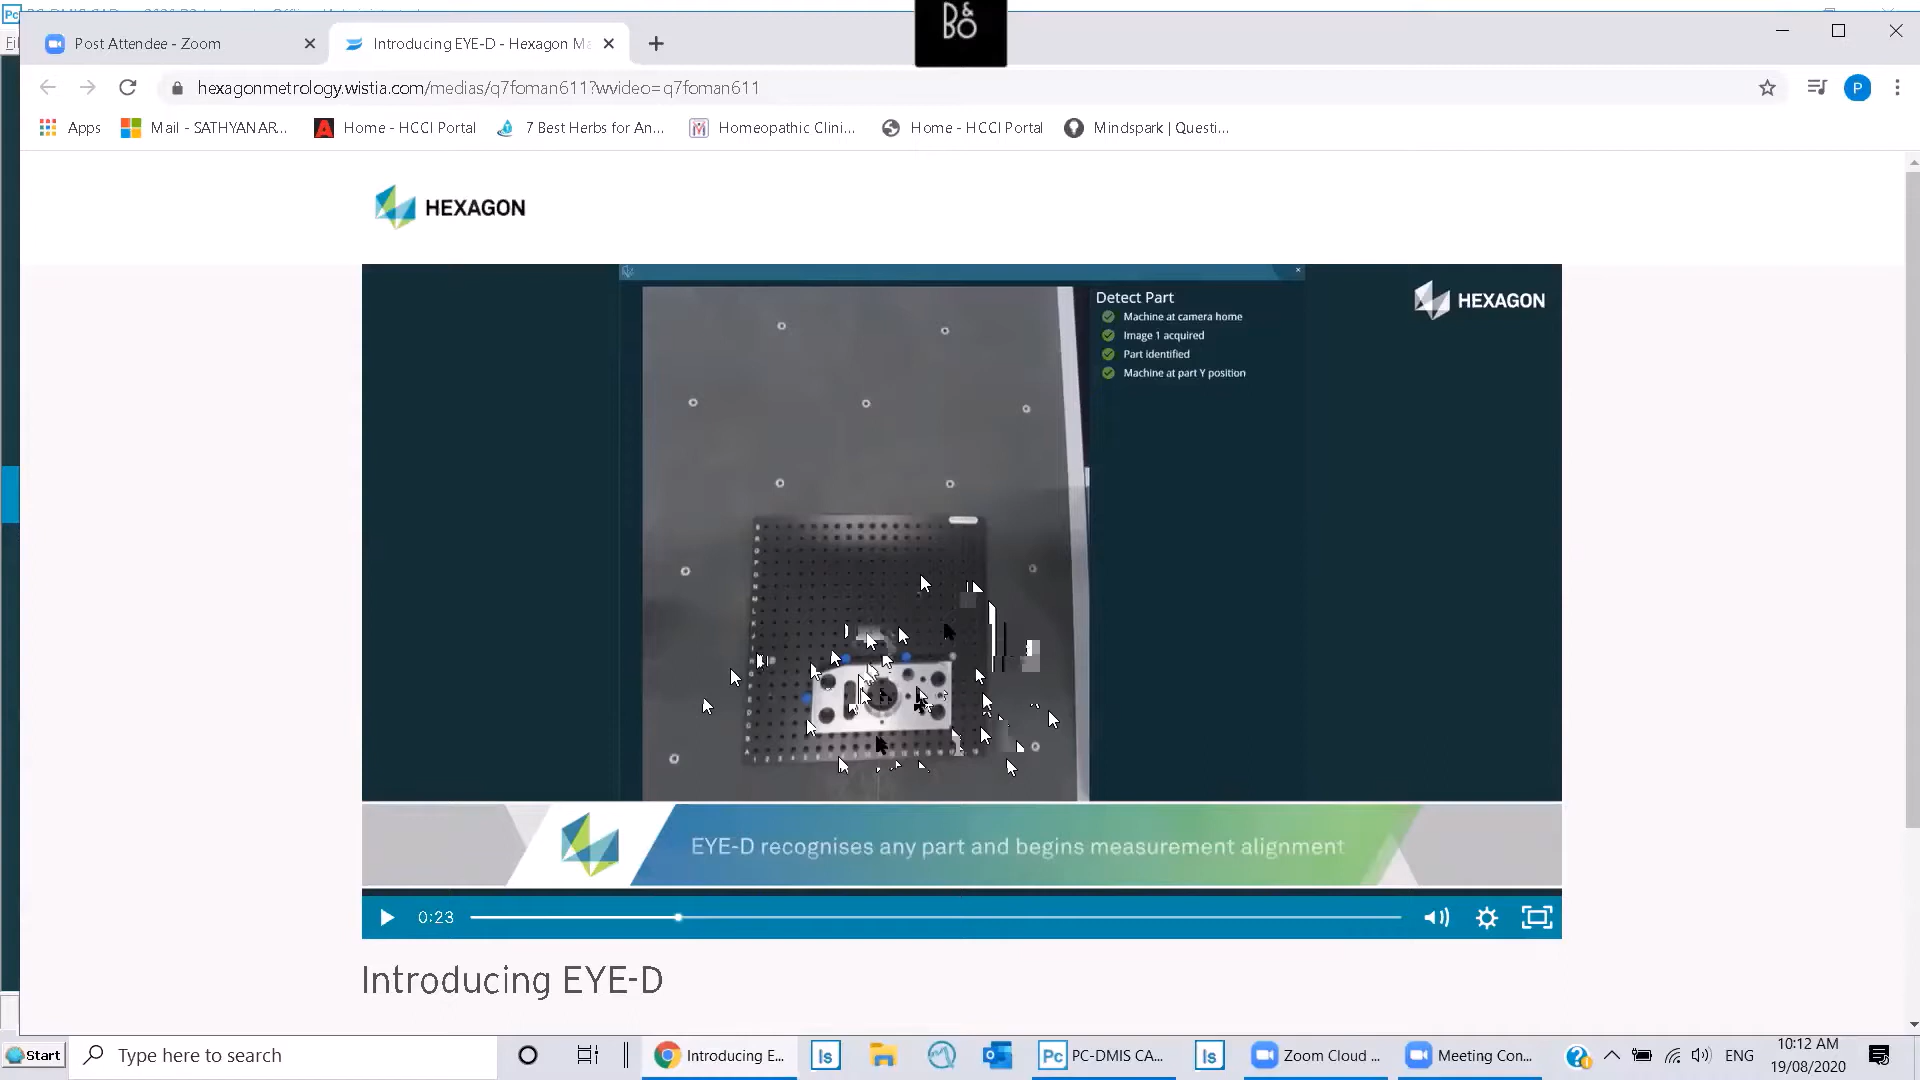 B&O
Post Attendee - Zoom
Introducing EYE-D - Hexagon Ma
hexagonmetrology.wistia.com/medias/q7foman611?wvideo=q7foman611
P
Apps
Mail - SATHYANAR...
Home - HCCI Portal
7 Best Herbs for An...
Homeopathic Clini...
Home - HCCI Portal
Mindspark | Questi...
HEXAGON
Detect Part
Machine at camera home
Image 1 acquired
Part identified
Machine at part Y position
HEXAGON
EYE-D recognises any part and begins measurement alignment
0:23
Introducing EYE-D
Start
Type here to search
Introducing E...
Is
Pc PC-DMIS CA...
Is
Zoom Cloud ...
Meeting Con...
ENG
10:12 AM
19/08/2020